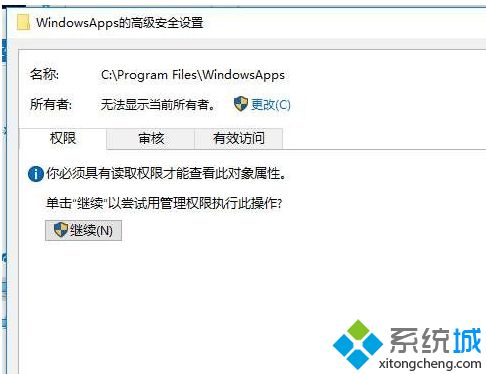 WindowsApps的高级安全设置
名称: C:\Program Files\WindowsApps
所有者: 无法显示当前所有者。 更改(C)
权限 审核 有效访问
你必须具有读取权限才能查看此对象属性。
单击“继续”以尝试用管理权限执行此操作?
继续(N)
系统城
xitongcheng.com